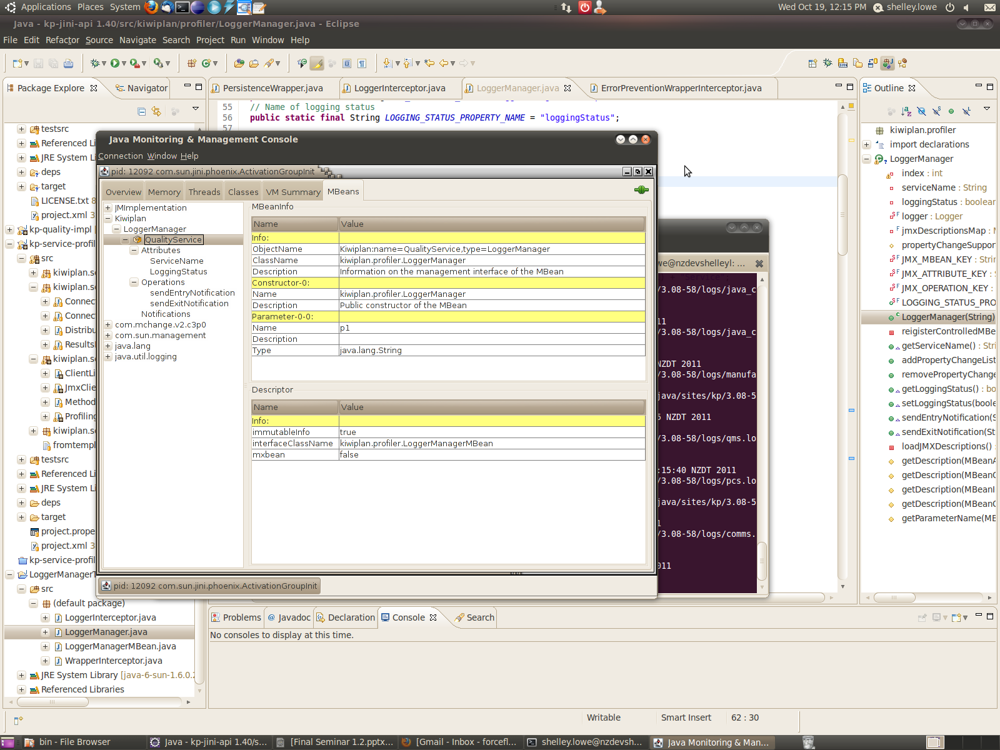 Applications Places System
Wed Oct 19, 12:15 PM shelley.lowe
Java - kp-jini-api 1.40/src/kiwiplan/profiler/LoggerManager.java - Eclipse
File Edit Refactor Source Navigate Search Project Run Window Help
Package Explore
Navigator
PersistenceWrapper.java
LoggerInterceptor.java
LoggerManager.java
ErrorPreventionWrapperInterceptor.java
Outline
55 // Name of logging status
56 public static final String LOGGING_STATUS_PROPERTY_NAME = "loggingStatus";
57
testsrc
Referenced Li
JRE System Li
deps
target
LICENSE.txt 8
project.xml 3
kp-quality-impl
kp-service-profil
src
kiwiplan.s
kiwiplan.s
Connec
Connec
Distribu
Results
kiwiplan.s
ClientLi
JmxClie
Method
Profiling
kiwiplan.s
fromtempl
testsrc
Referenced Li
JRE System Li
deps
target
project.prope
project.xml 3
kp-service-profil
LoggerManagerT
src
(default package)
LoggerInterceptor.java
LoggerManager.java
LoggerManagerMBean.java
WrapperInterceptor.java
JRE System Library [java-6-sun-1.6.0.2
Referenced Libraries
Java Monitoring & Management Console
Connection Window Help
pid: 12092 com.sun.jini.phoenix.ActivationGroupInit
Overview Memory Threads Classes VM Summary MBeans
JMImplementation
Kiwiplan
LoggerManager
QualityService
Attributes
ServiceName
LoggingStatus
Operations
sendEntryNotification
sendExitNotification
Notifications
com.mchange.v2.c3p0
com.sun.management
java.lang
java.util.logging
MBeanInfo
Name Value
Info:
ObjectName Kiwiplan:name=QualityService,type=LoggerManager
ClassName kiwiplan.profiler.LoggerManager
Description Information on the management interface of the MBean
Constructor-0:
Name kiwiplan.profiler.LoggerManager
Description Public constructor of the MBean
Parameter-0-0:
Name p1
Description
Type java.lang.String
Descriptor
Name Value
Info:
immutableInfo true
interfaceClassName kiwiplan.profiler.LoggerManagerMBean
mxbean false
pid: 12092 com.sun.jini.phoenix.ActivationGroupInit
we@nzdevshelleyl: ...
/3.08-58/logs/java_c
11
/3.08-58/logs/java_c
NZDT 2011
/3.08-58/logs/manufa
java/sites/kp/3.08-5
5 NZDT 2011
/3.08-58/logs/qms.lo
:15:40 NZDT 2011
/3.08-58/logs/pcs.lo
java/sites/kp/3.08-5
1
/3.08-58/logs/comms.
011
kiwiplan.profiler
import declarations
LoggerManager
index : int
serviceName : String
loggingStatus : boolear
logger : Logger
jmxDescriptionsMap : M
propertyChangeSuppor
JMX_MBEAN_KEY : Strir
JMX_ATTRIBUTE_KEY :
JMX_OPERATION_KEY :
LOGGING_STATUS_PRO
LoggerManager(String)
reigisterControlledMBe
getServiceName() : Stri
addPropertyChangeList
removePropertyChange
getLoggingStatus() : bo
setLoggingStatus(boole
sendEntryNotification(S
sendExitNotification(St
loadJMXDescriptions()
getDescription(MBeanA
getDescription(MBeanC
getDescription(MBeanI
getDescription(MBeanC
getParameterName(ME
Problems
Javadoc
Declaration
Console
Search
No consoles to display at this time.
Writable Smart Insert 62 : 30
bin - File Browser
Java - kp-jini-api 1.40/s...
[Final Seminar 1.2.pptx...
[Gmail - Inbox - forcefl...
shelley.lowe@nzdevsh...
Java Monitoring & Man...